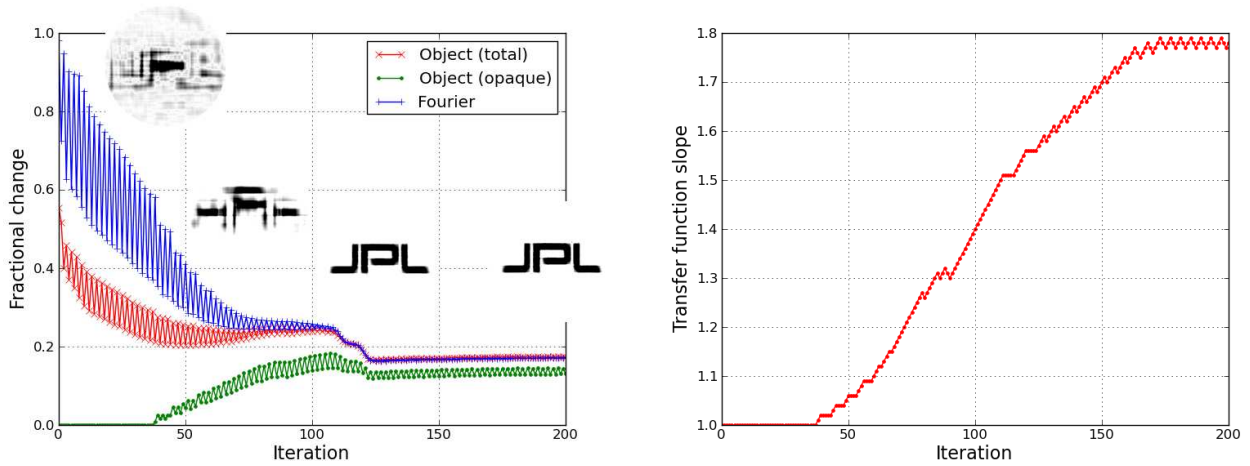 1.0
0.8
0.6
0.4
0.2
0.0
Fractional change
Object (total)
Object (opaque)
Fourier
JPL
JPL
0
50
100
150
200
Iteration
1.8
1.7
1.6
1.5
1.4
1.3
1.2
1.1
1.0
Transfer function slope
0
50
100
150
200
Iteration